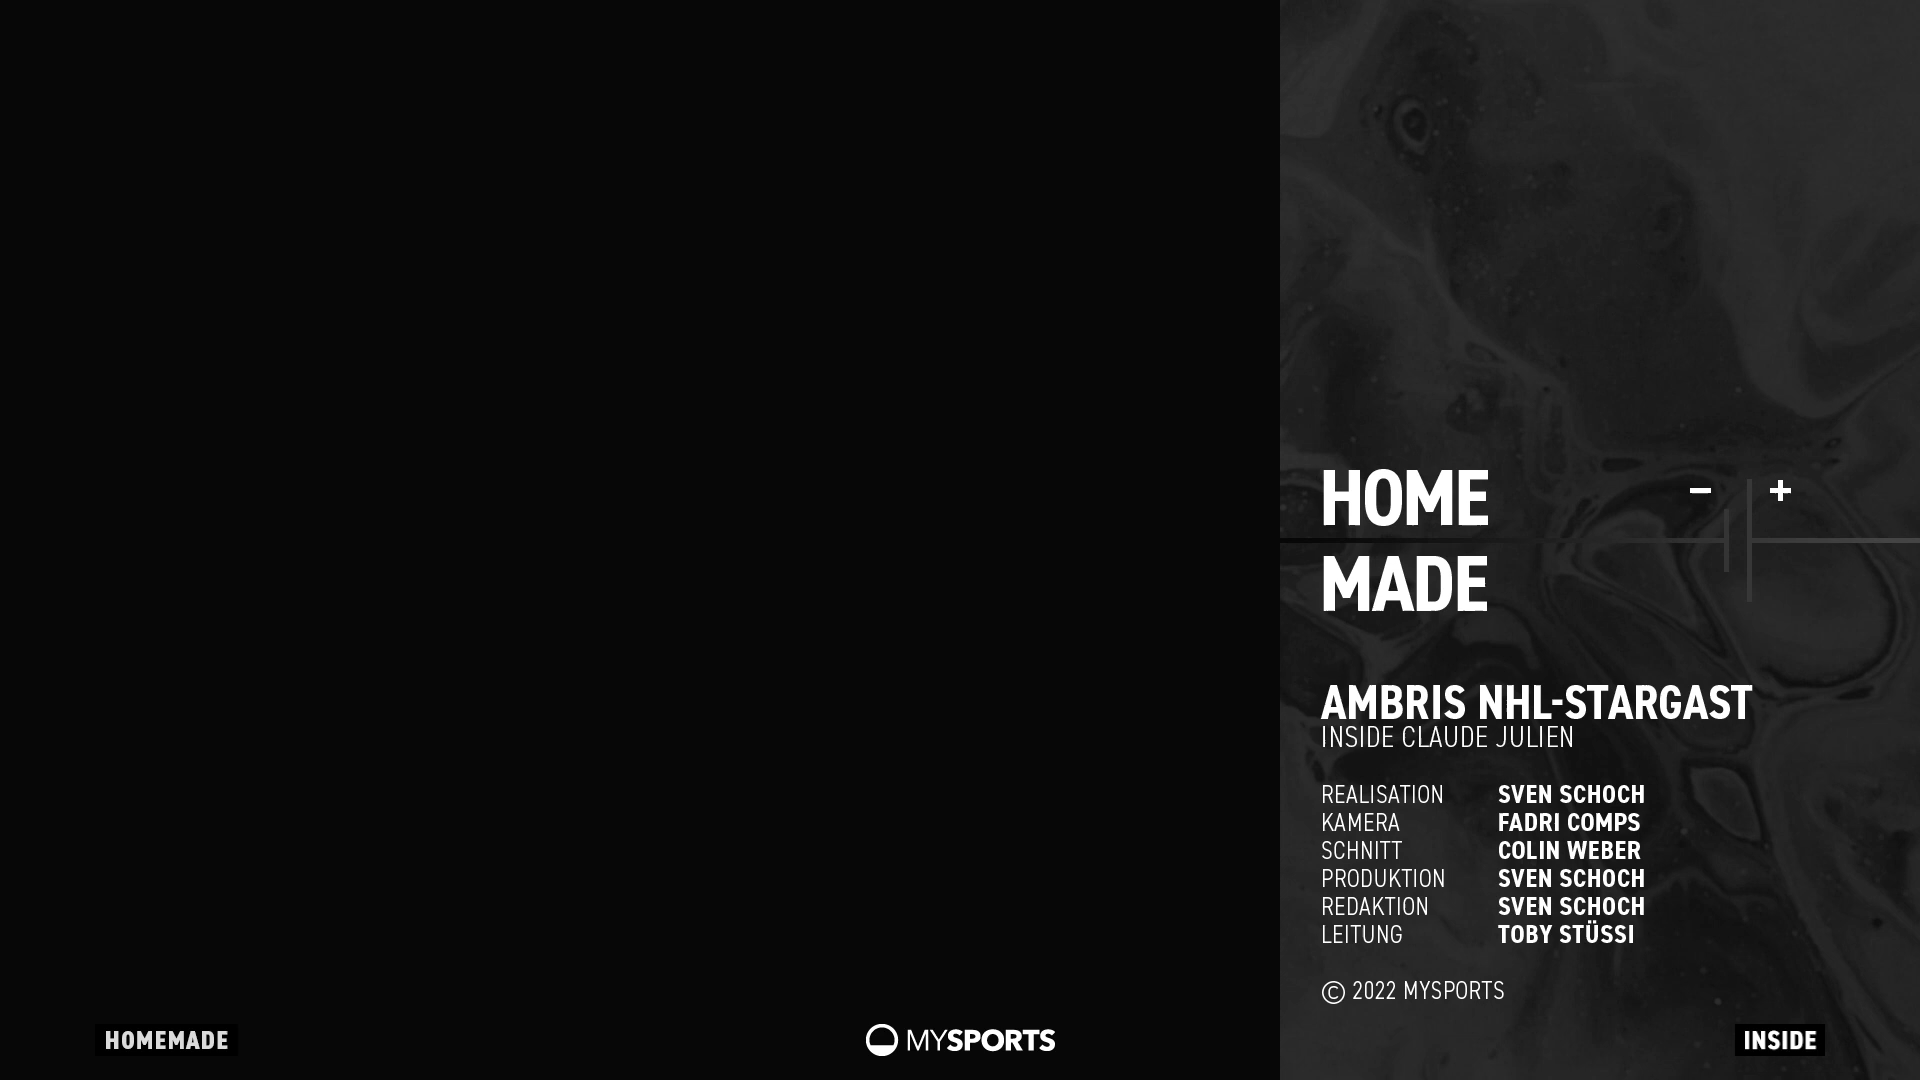 HOME
– +
MADE
AMBRIS NHL-STARGAST
INSIDE CLAUDE JULIEN
REALISATION SVEN SCHOCH
KAMERA FADRI COMPS
SCHNITT COLIN WEBER
PRODUKTION SVEN SCHOCH
REDAKTION SVEN SCHOCH
LEITUNG TOBY STÜSSI
© 2022 MYSPORTS
HOMEMADE
MYSPORTS
INSIDE